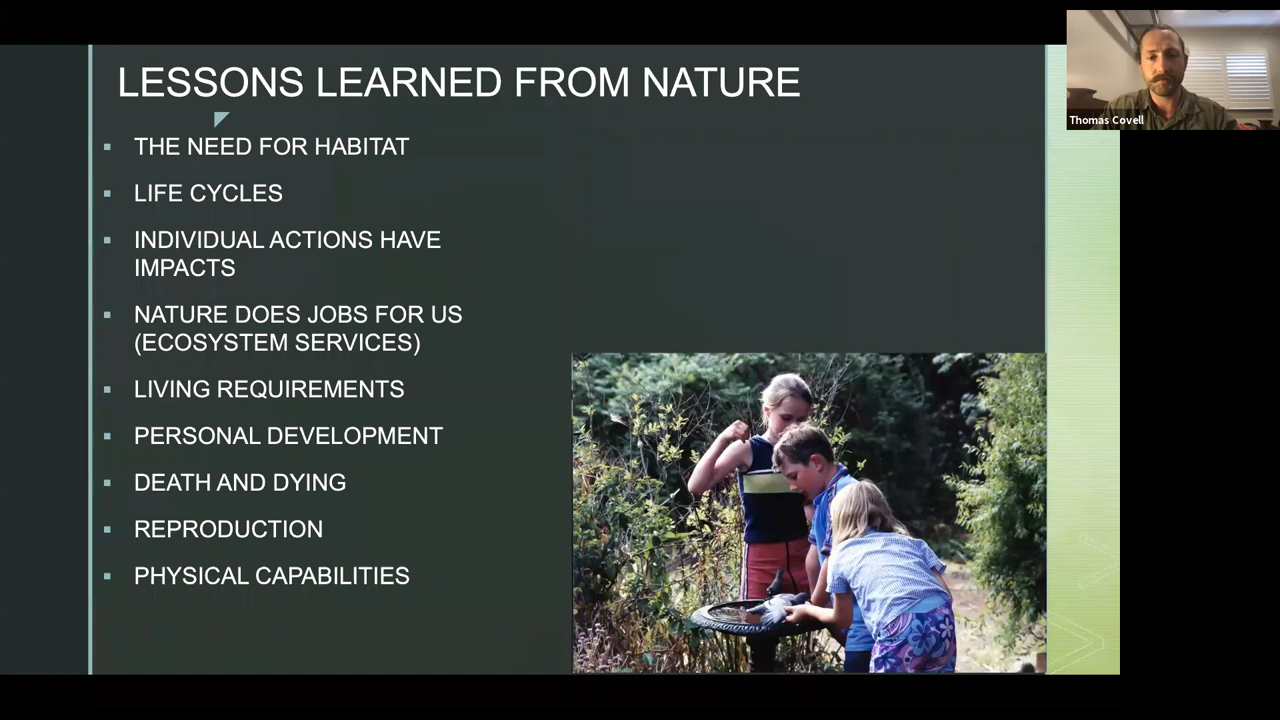 LESSONS LEARNED FROM NATURE
▪ THE NEED FOR HABITAT
▪ LIFE CYCLES
▪ INDIVIDUAL ACTIONS HAVE
IMPACTS
▪ NATURE DOES JOBS FOR US
(ECOSYSTEM SERVICES)
▪ LIVING REQUIREMENTS
▪ PERSONAL DEVELOPMENT
▪ DEATH AND DYING
▪ REPRODUCTION
▪ PHYSICAL CAPABILITIES
Thomas Covell